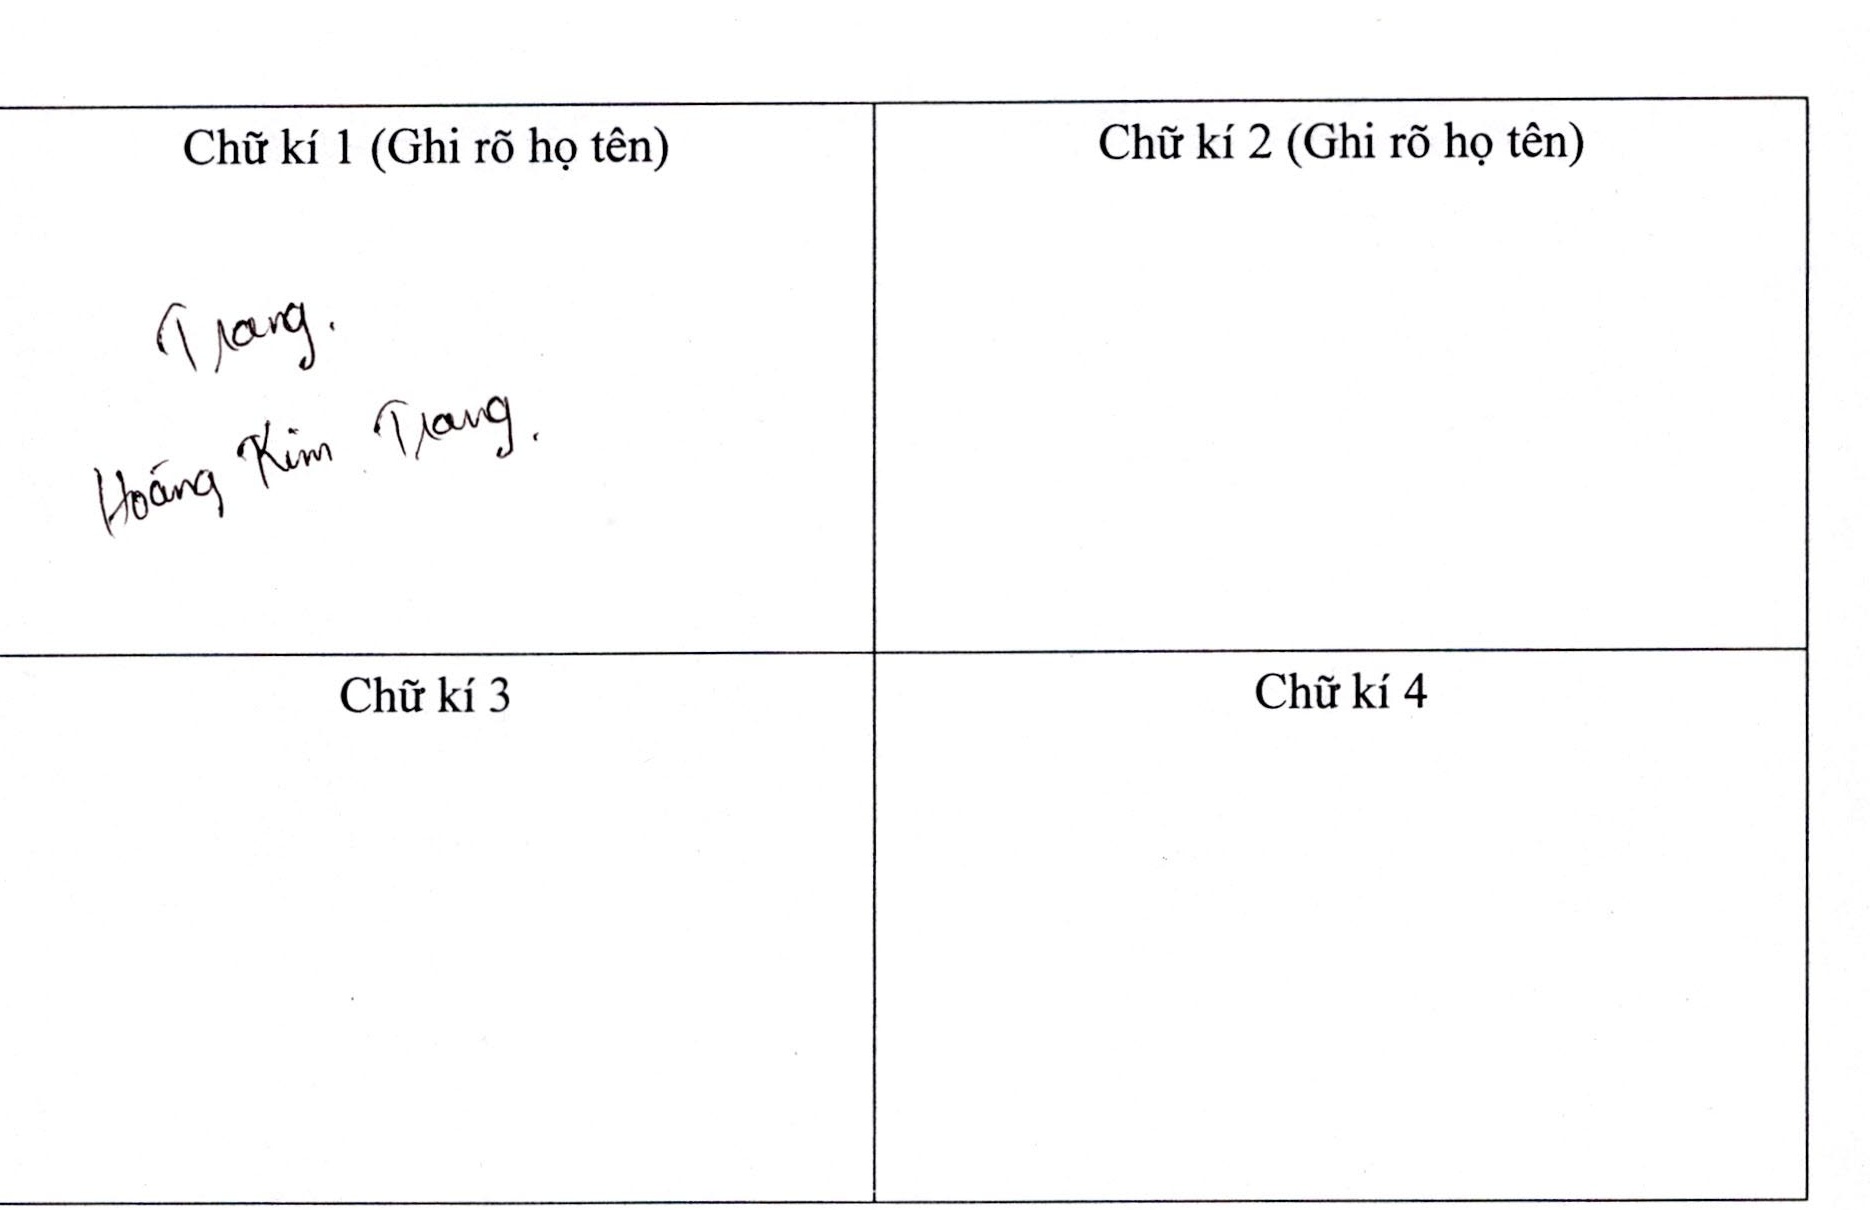 Chữ kí 1 (Ghi rõ họ tên)
Chữ kí 2 (Ghi rõ họ tên)
Trang.
Hoàng Kim Trang.
Chữ kí 3
Chữ kí 4